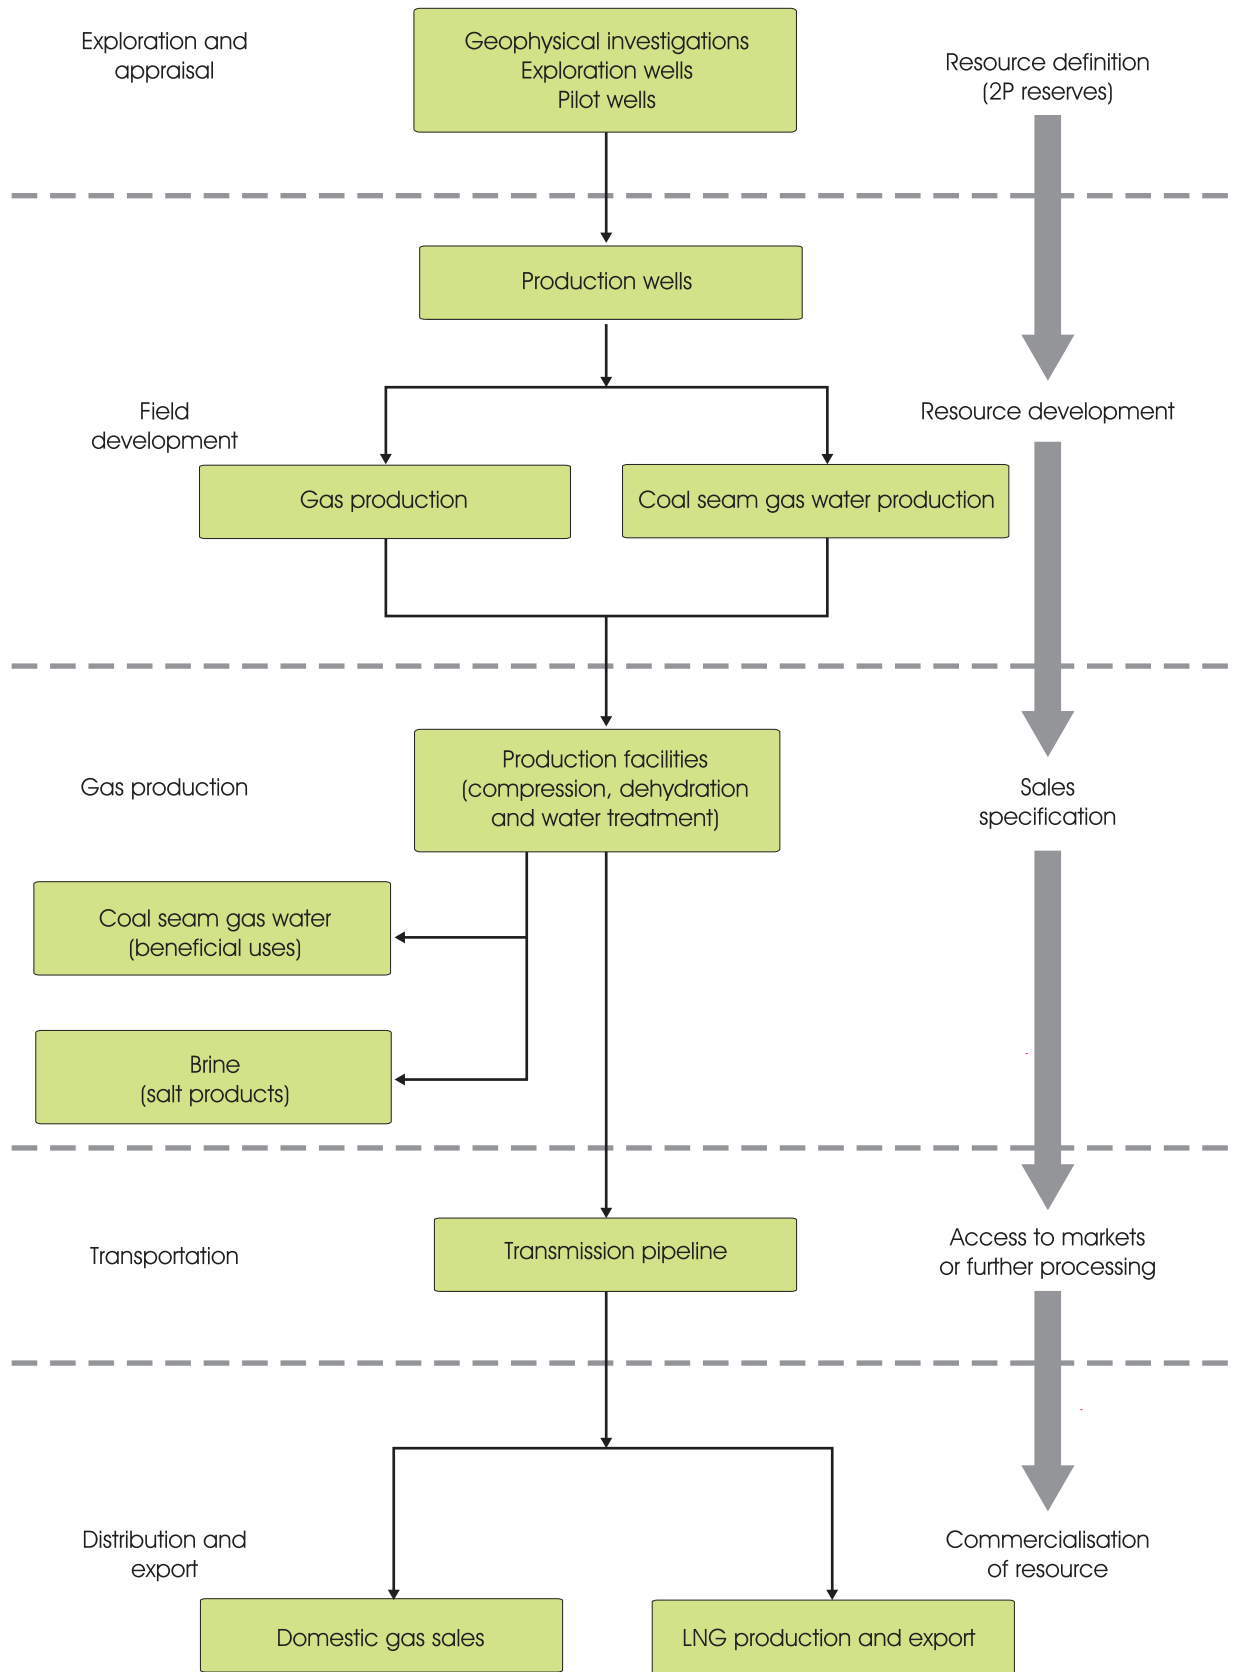 Exploration and
appraisal
Geophysical investigations
Exploration wells
Pilot wells
Resource definition
(2P reserves)
Production wells
Field
development
Resource development
Gas production
Coal seam gas water production
Gas production
Production facilities
(compression, dehydration
and water treatment)
Sales
specification
Coal seam gas water
(beneficial uses)
Brine
(salt products)
Transportation
Transmission pipeline
Access to markets
or further processing
Distribution and
export
Commercialisation
of resource
Domestic gas sales
LNG production and export